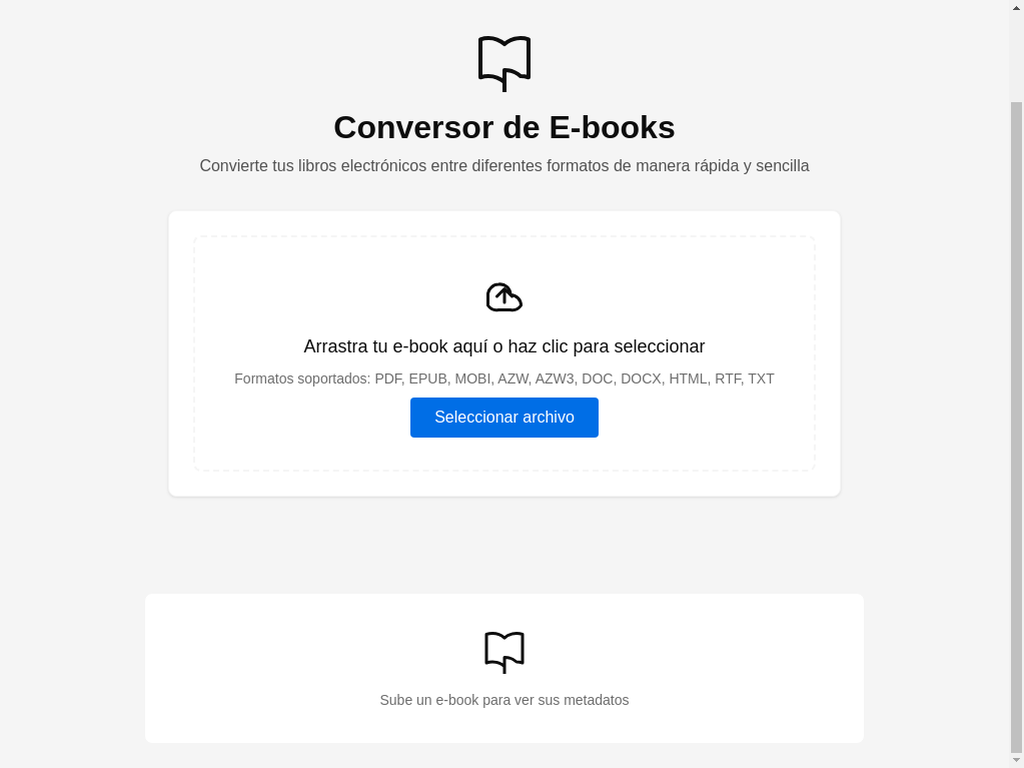 Conversor de E-books
Convierte tus libros electrónicos entre diferentes formatos de manera rápida y sencilla
Arrastra tu e-book aquí o haz clic para seleccionar
Formatos soportados: PDF, EPUB, MOBI, AZW, AZW3, DOC, DOCX, HTML, RTF, TXT
Seleccionar archivo
Sube un e-book para ver sus metadatos